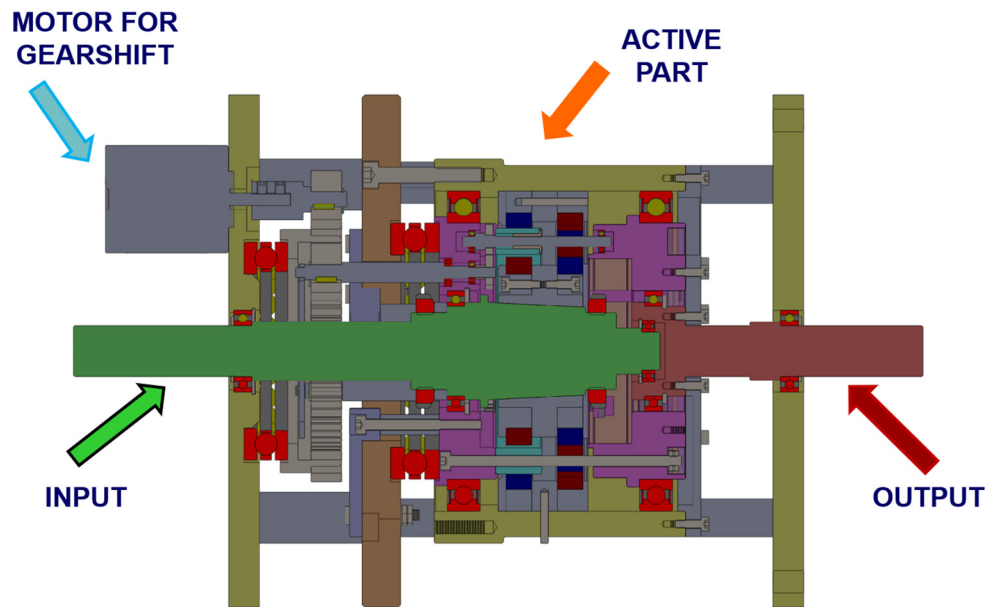 MOTOR FOR
GEARSHIFT
ACTIVE
PART
INPUT
OUTPUT